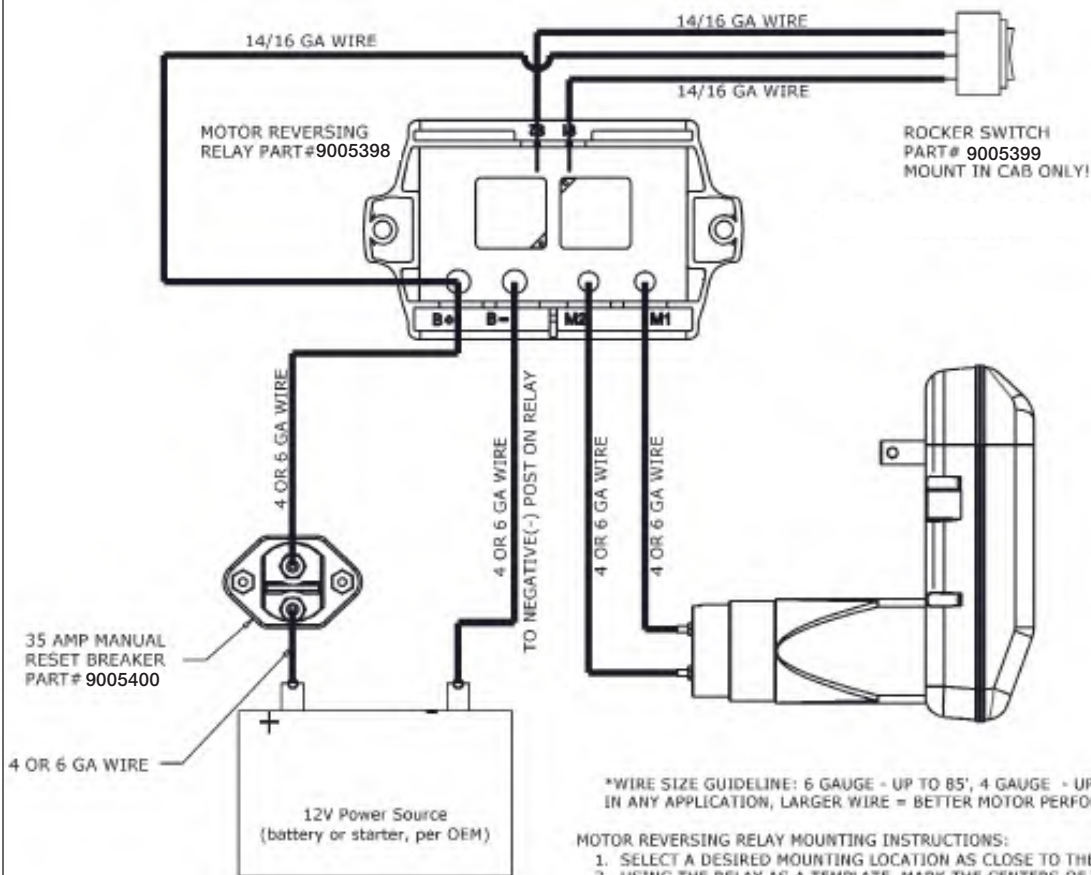 14/16 GA WIRE
14/16 GA WIRE
14/16 GA WIRE
MOTOR REVERSING
RELAY PART#9005398
ROCKER SWITCH
PART# 9005399
MOUNT IN CAB ONLY!
B+ B- M2 M1
4 OR 6 GA WIRE
4 OR 6 GA WIRE
TO NEGATIVE(-) POST ON RELAY
4 OR 6 GA WIRE
4 OR 6 GA WIRE
35 AMP MANUAL
RESET BREAKER
PART# 9005400
4 OR 6 GA WIRE
+ -
12V Power Source
(battery or starter, per OEM)
*WIRE SIZE GUIDELINE: 6 GAUGE - UP TO 85', 4 GAUGE -
IN ANY APPLICATION, LARGER WIRE = BETTER MOTOR
MOTOR REVERSING RELAY MOUNTING INSTRUCTIONS:
1. SELECT A DESIRED MOUNTING LOCATION AS CLOSE TO